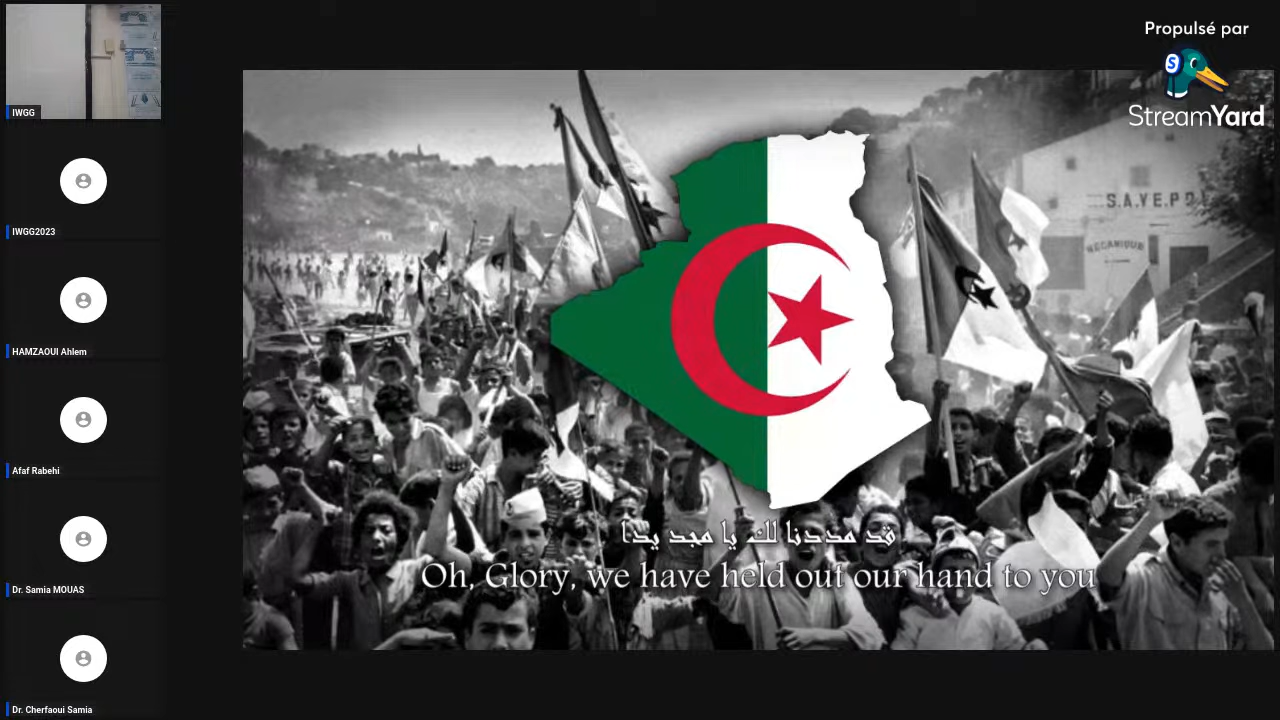 Propulsé par
StreamYard
IWGG
IWGG2023
HAMZAOUI Ahlem
Afaf Rabehi
Dr. Samia MOUAS
Dr. Cherfaoui Samia
S.A.VE.P.
MECANIQUE
قد مددنا لك يا مجد يدا
Oh, Glory, we have held out our hand to you